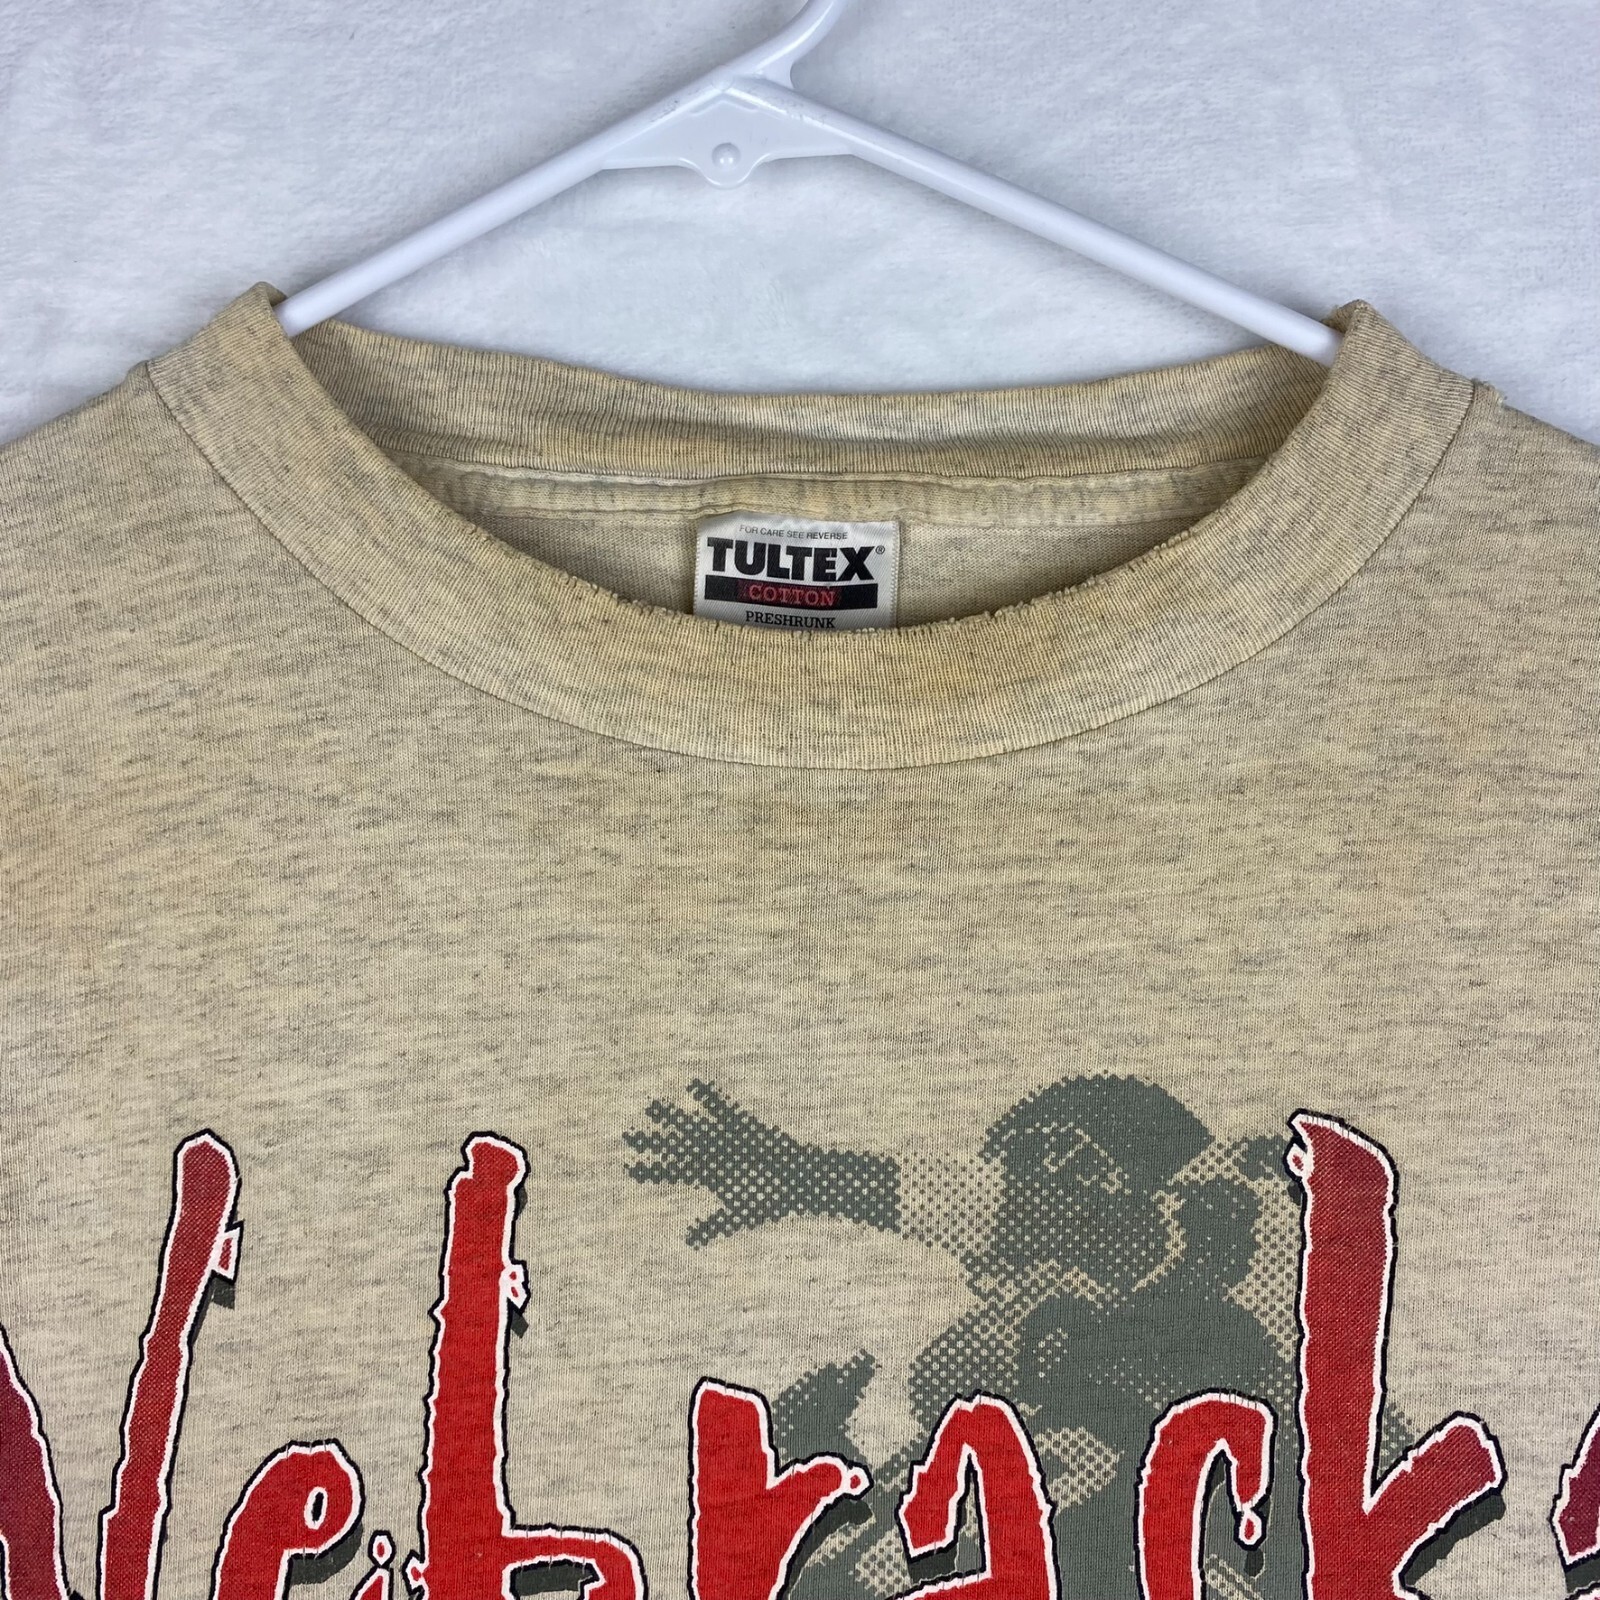 FOR CARE SEE REVERSE
TULTEX®
COTTON
PRESHRUNK
Nebraska